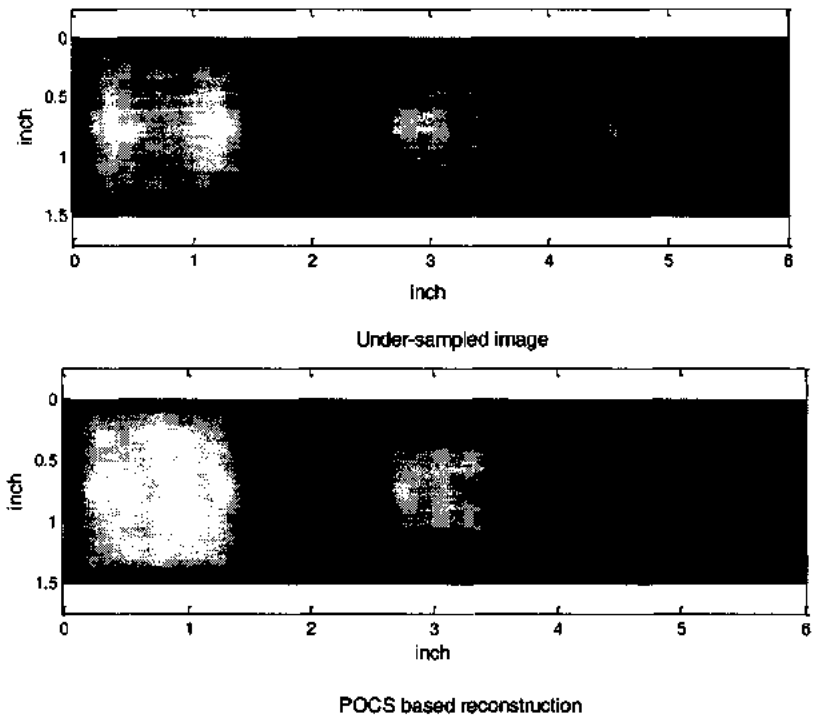 0
0.5
1
1.5
inch
0 1 2 3 4 5 6
inch
Under-sampled image
0
0.5
1
1.5
inch
0 1 2 3 4 5 6
inch
POCS based reconstruction